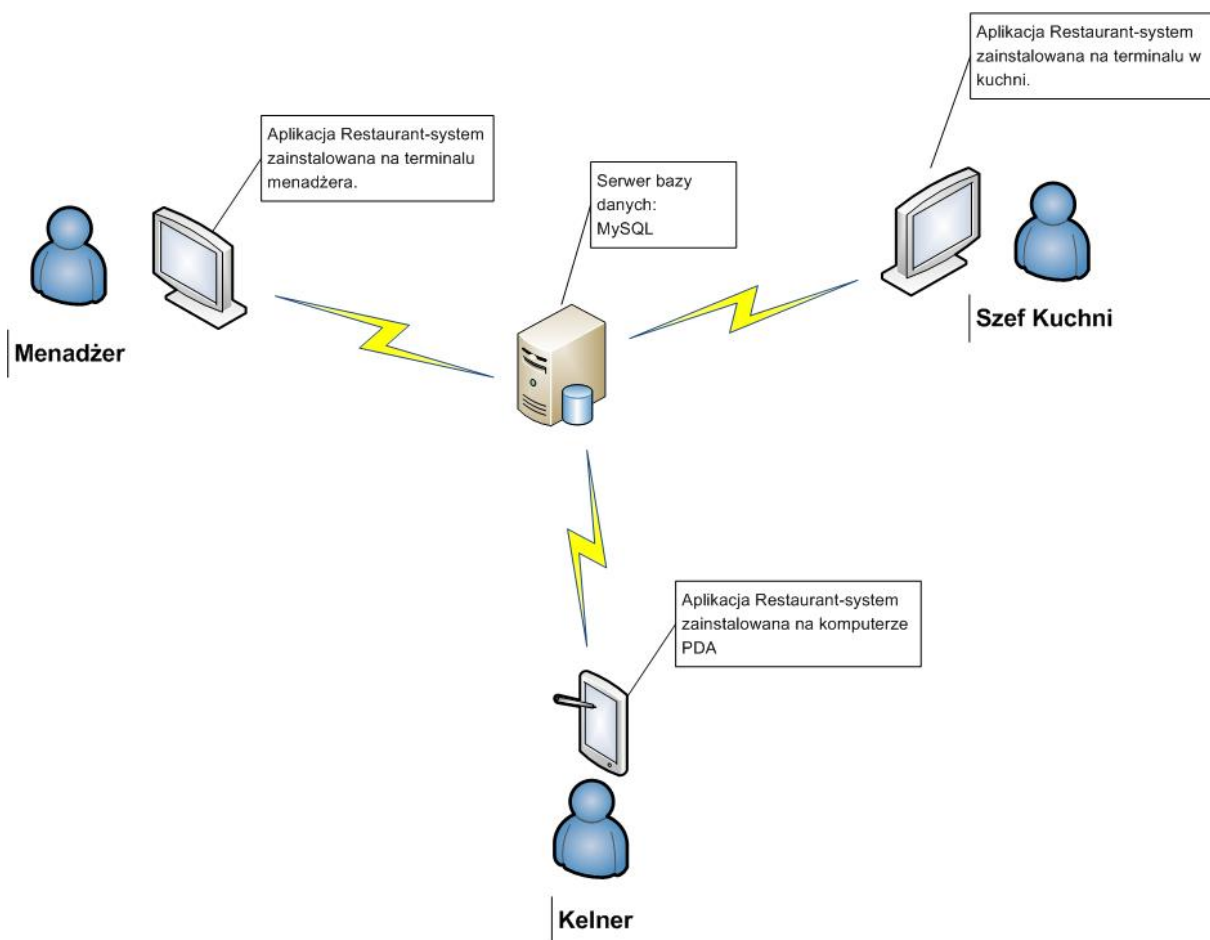 Aplikacja Restaurant-system
zainstalowana na terminalu w
kuchni.
Aplikacja Restaurant-system
zainstalowana na terminalu
menadżera.
Serwer bazy
danych:
MySQL
Szef Kuchni
Menadżer
Aplikacja Restaurant-system
zainstalowana na komputerze
PDA
Kelner